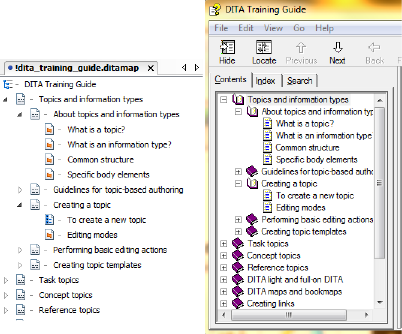 !dita_training_guide.ditamap
DITA Training Guide
Topics and information types
About topics and information types
What is a topic?
What is an information type?
Common structure
Specific body elements
Guidelines for topic-based authoring
Creating a topic
To create a new topic
Editing modes
Performing basic editing actions
Creating topic templates
Task topics
Concept topics
Reference topics
DITA Training Guide
File Edit View Go Help
Hide Locate Previous Next Back F
Contents Index Search
Topics and information types
About topics and information typ
What is a topic?
What is an information type
Common structure
Specific body elements
Guidelines for topic-based autho
Creating a topic
To create a new topic
Editing modes
Performing basic editing actions
Creating topic templates
Task topics
Concept topics
Reference topics
DITA light and full-on DITA
DITA maps and bookmaps
Creating links